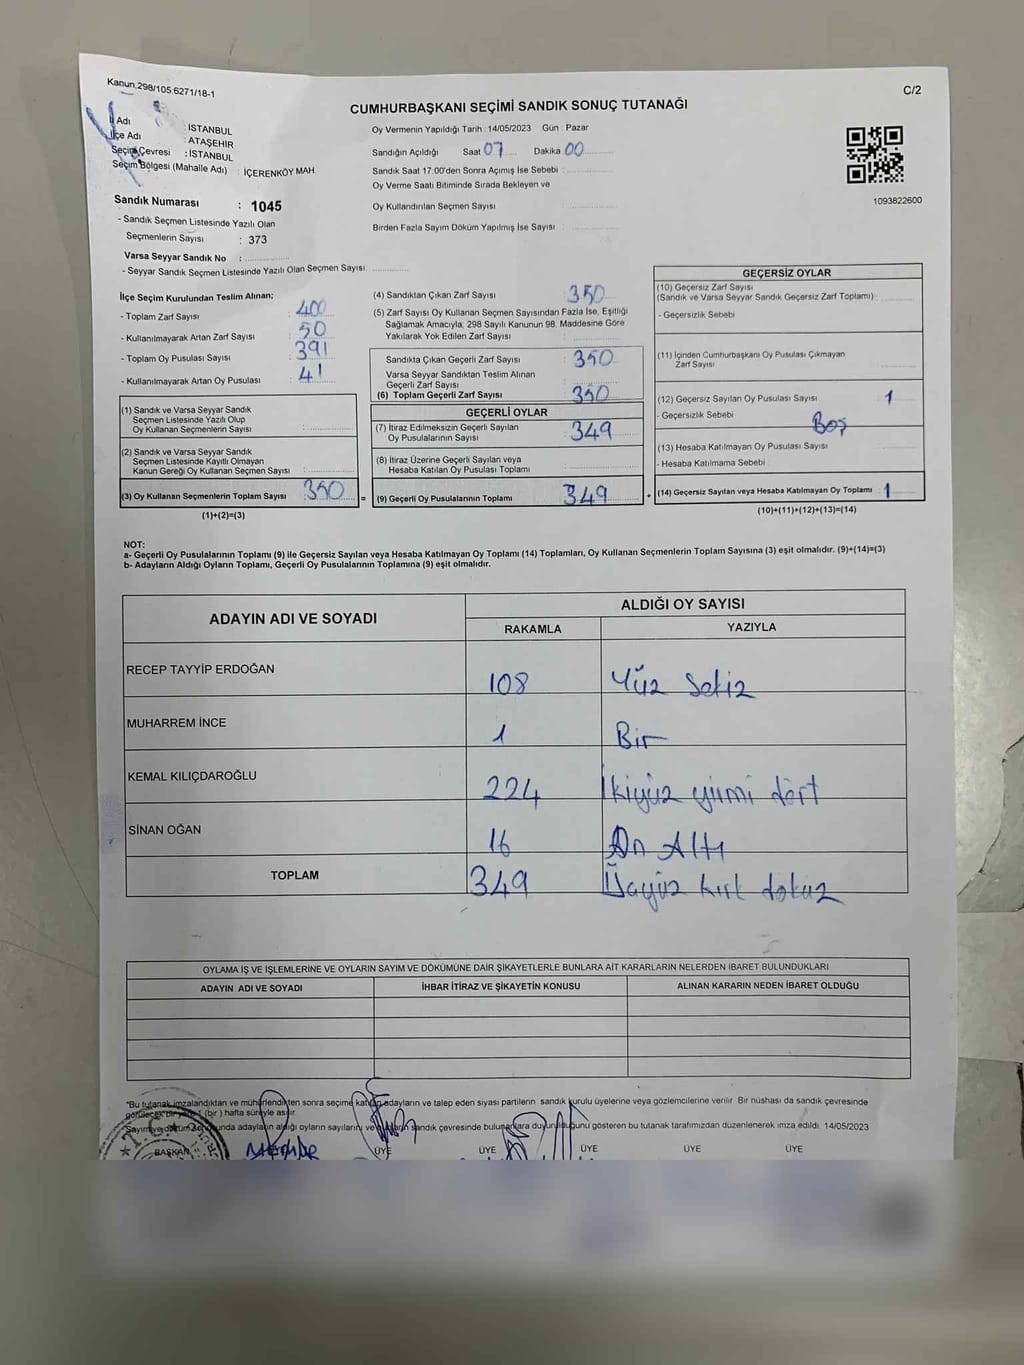 Kanun.298/105.6271/18-1
C/2
CUMHURBAŞKANI SEÇİMİ SANDIK SONUÇ TUTANAĞI
İl Adı : İSTANBUL
İlçe Adı : ATAŞEHİR
Seçim Çevresi : İSTANBUL
Seçim Bölgesi (Mahalle Adı) : İÇERENKÖY MAH.
Sandık Numarası : 1045
- Sandık Seçmen Listesinde Yazılı Olan
Seçmenlerin Sayısı : 373
Varsa Seyyar Sandık No :
- Seyyar Sandık Seçmen Listesinde Yazılı Olan Seçmen Sayısı
Oy Vermenin Yapıldığı Tarih : 14/05/2023 Gün : Pazar
Sandığın Açıldığı Saat 07 Dakika 00
Sandık Saat 17:00'den Sonra Açımış İse Sebebi :
Oy Verme Saati Bitiminde Sırada Bekleyen ve
Oy Kullandırılan Seçmen Sayısı
Birden Fazla Sayım Döküm Yapılmış İse Sayısı :
1093822600
İlçe Seçim Kurulundan Teslim Alınan;
- Toplam Zarf Sayısı : 400
- Kullanılmayarak Artan Zarf Sayısı : 50
- Toplam Oy Pusulası Sayısı : 391
- Kullanılmayarak Artan Oy Pusulası : 41
(1) Sandık ve Varsa Seyyar Sandık
Seçmen Listesinde Yazılı Olup
Oy Kullanan Seçmenlerin Sayısı :
(2) Sandık ve Varsa Seyyar Sandık
Seçmen Listesinde Kayıtlı Olmayan
Kanun Gereği Oy Kullanan Seçmen Sayısı :
(3) Oy Kullanan Seçmenlerin Toplam Sayısı : 350
(1)+(2)=(3)
(4) Sandıktan Çıkan Zarf Sayısı : 350
(5) Zarf Sayısı Oy Kullanan Seçmen Sayısından Fazla İse, Eşitliği
Sağlamak Amacıyla; 298 Sayılı Kanunun 98. Maddesine Göre
Yakılarak Yok Edilen Zarf Sayısı :
Sandıkta Çıkan Geçerli Zarf Sayısı : 350
Varsa Seyyar Sandıktan Teslim Alınan
Geçerli Zarf Sayısı
(6) Toplam Geçerli Zarf Sayısı : 350
GEÇERLİ OYLAR
(7) İtiraz Edilmeksizin Geçerli Sayılan
Oy Pusulalarının Sayısı : 349
(8) İtiraz Üzerine Geçerli Sayılan veya
Hesaba Katılan Oy Pusulası Toplamı :
= (9) Geçerli Oy Pusulalarının Toplamı : 349
GEÇERSİZ OYLAR
(10) Geçersiz Zarf Sayısı
(Sandık ve Varsa Seyyar Sandık Geçersiz Zarf Toplamı) :
- Geçersizlik Sebebi
(11) İçinden Cumhurbaşkanı Oy Pusulası Çıkmayan
Zarf Sayısı
(12) Geçersiz Sayılan Oy Pusulası Sayısı : 1
- Geçersizlik Sebebi : Boş
(13) Hesaba Katılmayan Oy Pusulası Sayısı :
- Hesaba Katılmama Sebebi :
+ (14) Geçersiz Sayılan veya Hesaba Katılmayan Oy Toplamı : 1
(10)+(11)+(12)+(13)=(14)
NOT:
a- Geçerli Oy Pusulalarının Toplamı (9) ile Geçersiz Sayılan veya Hesaba Katılmayan Oy Toplamı (14) Toplamları, Oy Kullanan Seçmenlerin Toplam Sayısına (3) eşit olmalıdır. (9)+(14)=(3)
b- Adayların Aldığı Oyların Toplamı, Geçerli Oy Pusulalarının Toplamına (9) eşit olmalıdır.
ADAYIN ADI VE SOYADI ALDIĞI OY SAYISI
RAKAMLA YAZIYLA
RECEP TAYYİP ERDOĞAN 108 Yüz Sekiz
MUHARREM İNCE 1 Bir
KEMAL KILIÇDAROĞLU 224 İkiyüz yirmi dört
SİNAN OĞAN 16 On Altı
TOPLAM 349 Üçyüz kırk dokuz
OYLAMA İŞ VE İŞLEMLERİNE VE OYLARIN SAYIM VE DÖKÜMÜNE DAİR ŞİKAYETLERLE BUNLARA AİT KARARLARIN NELERDEN İBARET BULUNDUKLARI
ADAYIN ADI VE SOYADI İHBAR İTİRAZ VE ŞİKAYETİN KONUSU ALINAN KARARIN NEDEN İBARET OLDUĞU
"Bu tutanak imzalandıktan ve mühürlendikten sonra seçime katılan adayların ve talep eden siyasi partilerin sandık kurulu üyelerine veya gözlemcilerine verilir. Bir nüshası da sandık çevresinde
(bir) hafta süreyle asılır.
adayların aldığı oyların sayılarını ve sandık çevresinde bulunanlara duyurulduğunu gösteren bu tutanak tarafımızdan düzenlenerek imza edildi. 14/05/2023
T.C.
BAŞKAN ÜYE ÜYE ÜYE ÜYE ÜYE